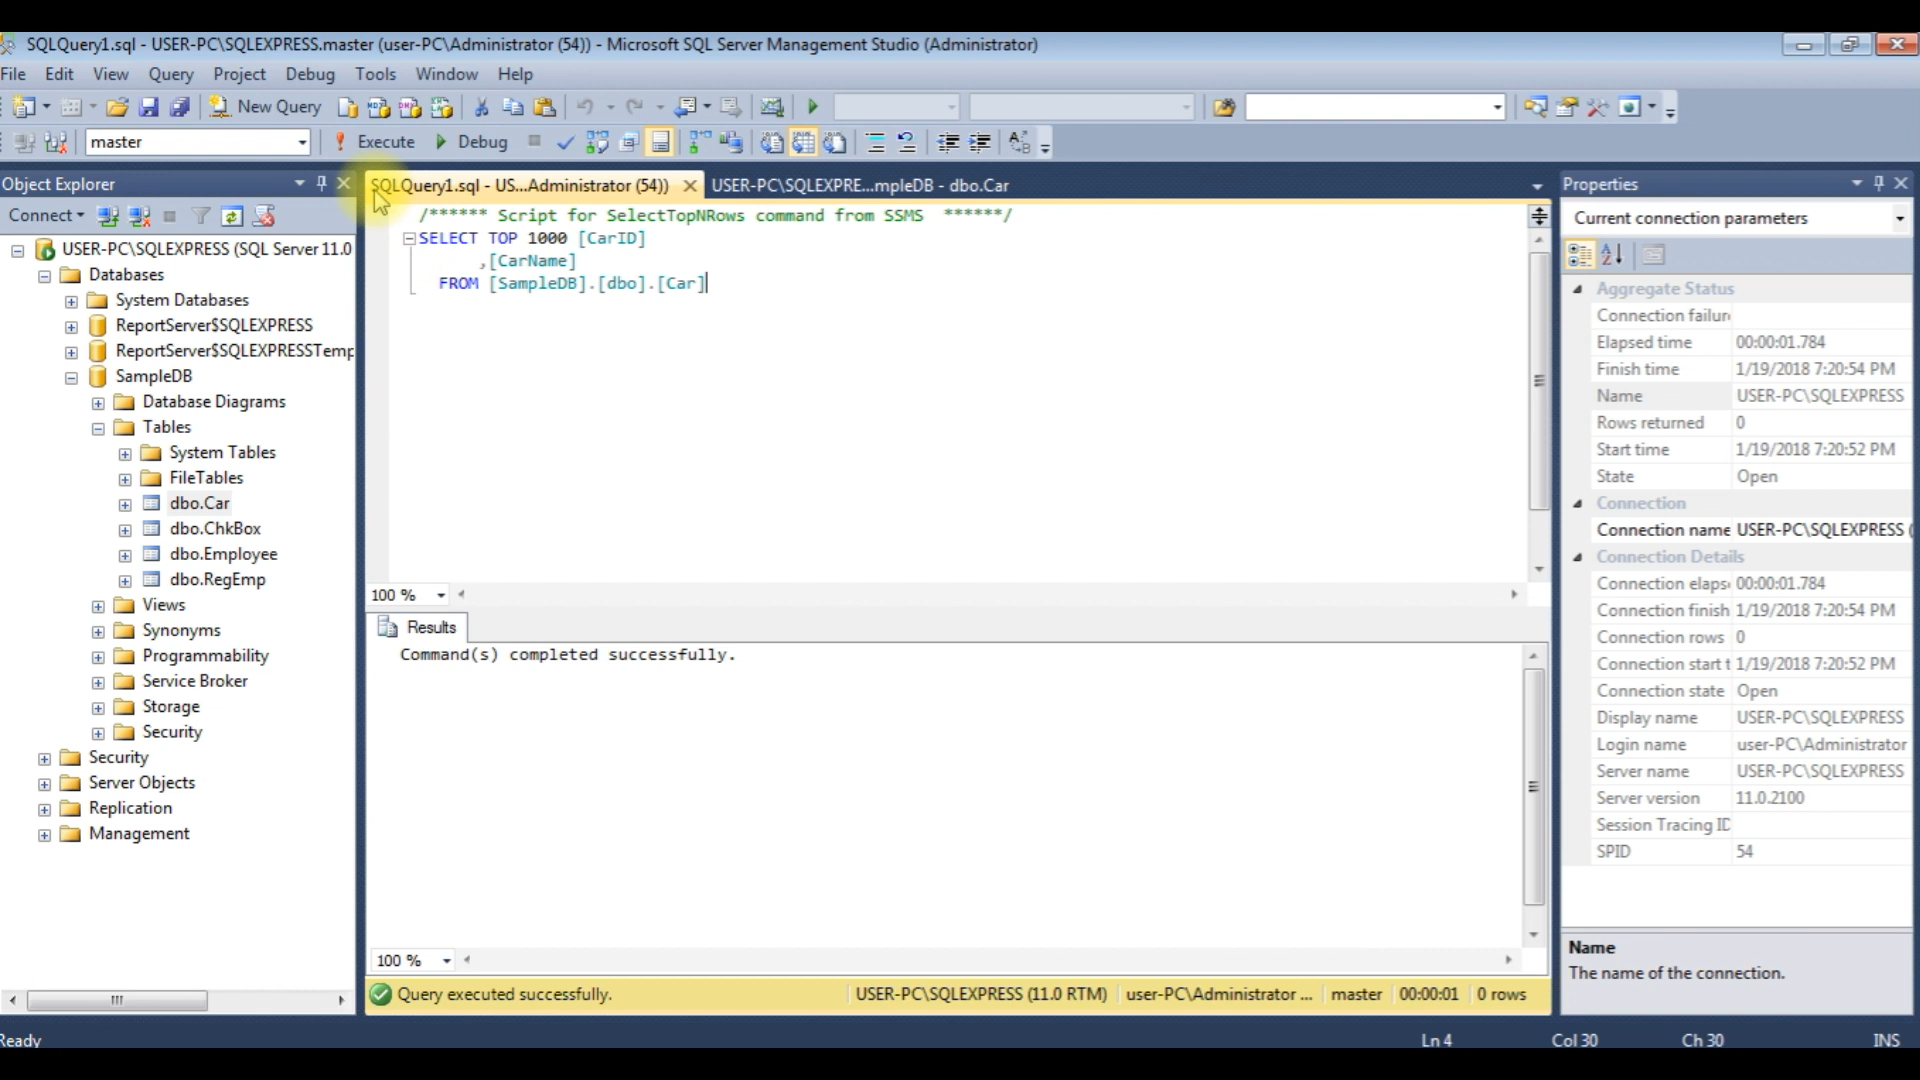 SQLQuery1.sql - USER-PC\SQLEXPRESS.master (user-PC\Administrator (54)) - Microsoft SQL Server Management Studio (Administrator)
File Edit View Query Project Debug Tools Window Help
New Query
master Execute Debug
Object Explorer
Connect
USER-PC\SQLEXPRESS (SQL Server 11.0
Databases
System Databases
ReportServer$SQLEXPRESS
ReportServer$SQLEXPRESSTemp
SampleDB
Database Diagrams
Tables
System Tables
FileTables
dbo.Car
dbo.ChkBox
dbo.Employee
dbo.RegEmp
Views
Synonyms
Programmability
Service Broker
Storage
Security
Security
Server Objects
Replication
Management
SQLQuery1.sql - US...Administrator (54)) USER-PC\SQLEXPRE...mpleDB - dbo.Car
/****** Script for SelectTopNRows command from SSMS ******/
SELECT TOP 1000 [CarID]
,[CarName]
FROM [SampleDB].[dbo].[Car]
100 %
Results
Command(s) completed successfully.
100 %
Query executed successfully. USER-PC\SQLEXPRESS (11.0 RTM) user-PC\Administrator ... master 00:00:01 0 rows
Properties
Current connection parameters
Aggregate Status
Connection failur
Elapsed time 00:00:01.784
Finish time 1/19/2018 7:20:54 PM
Name USER-PC\SQLEXPRESS
Rows returned 0
Start time 1/19/2018 7:20:52 PM
State Open
Connection
Connection name USER-PC\SQLEXPRESS (
Connection Details
Connection elaps 00:00:01.784
Connection finish 1/19/2018 7:20:54 PM
Connection rows 0
Connection start t 1/19/2018 7:20:52 PM
Connection state Open
Display name USER-PC\SQLEXPRESS
Login name user-PC\Administrator
Server name USER-PC\SQLEXPRESS
Server version 11.0.2100
Session Tracing ID
SPID 54
Name
The name of the connection.
Ready Ln 4 Col 30 Ch 30 INS